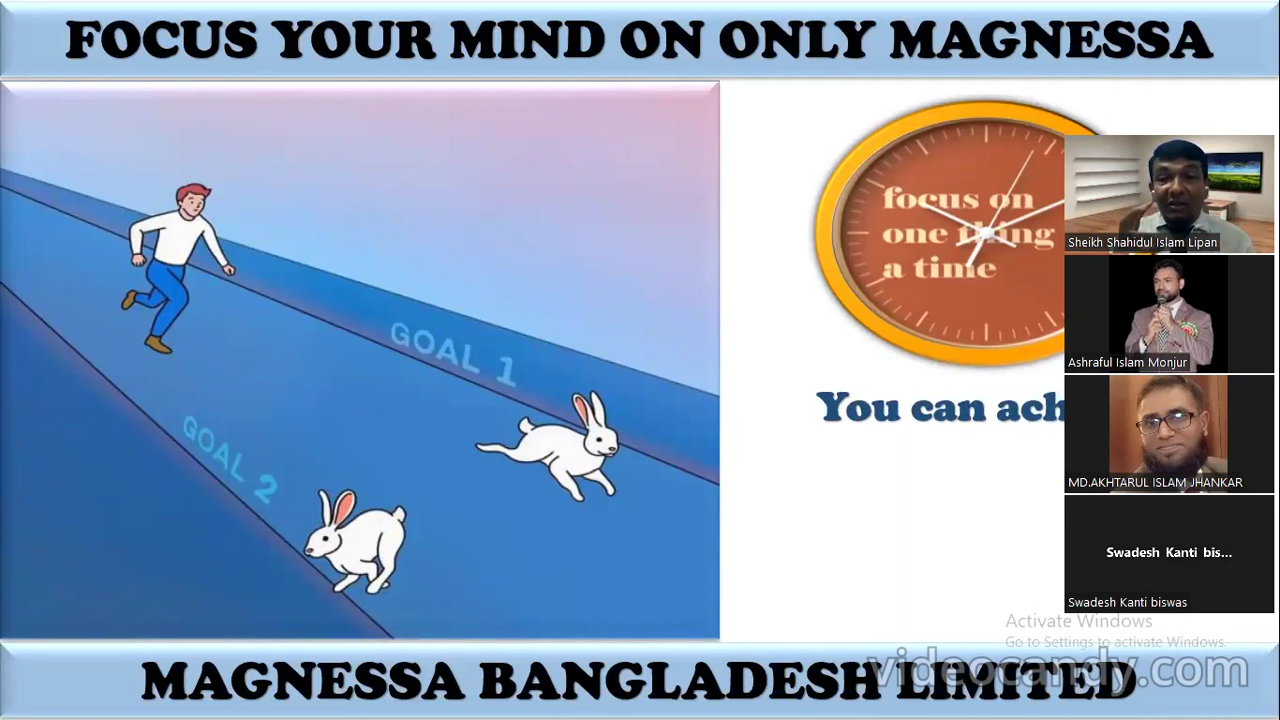 FOCUS YOUR MIND ON ONLY MAGNESSA
GOAL 1
GOAL 2
focus on
one thing
a time
You can ach
Sheikh Shahidul Islam Lipan
Ashraful Islam Monjur
MD.AKHTARUL ISLAM JHANKAR
Swadesh Kanti bis...
Swadesh Kanti biswas
Activate Windows
Go to Settings to activate Windows.
MAGNESSA BANGLADESH LIMITED
videocandy.com